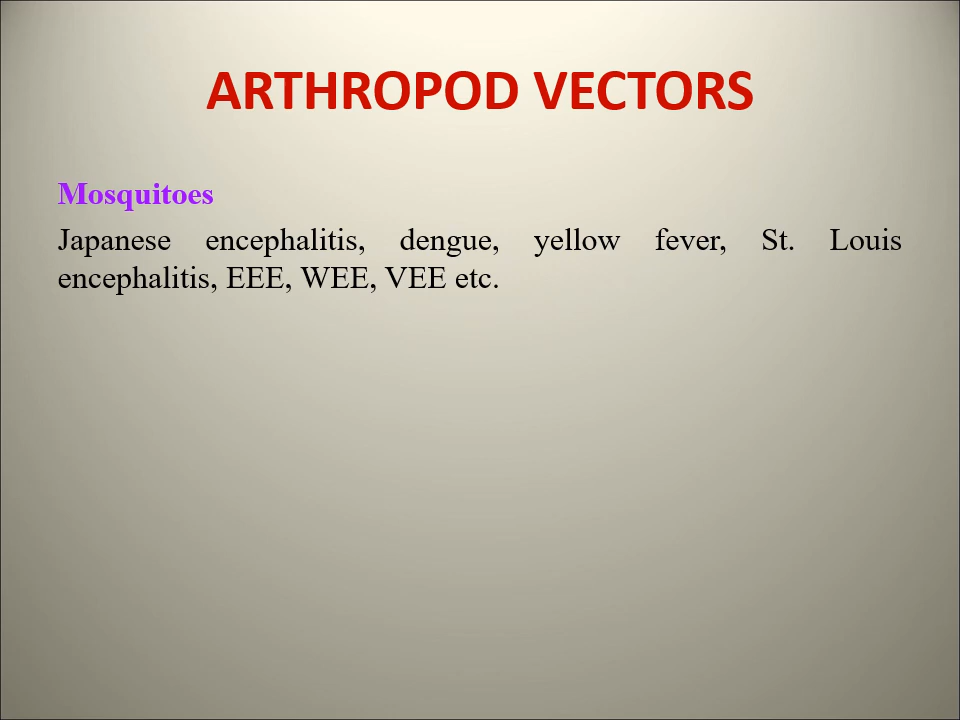 ARTHROPOD VECTORS
Mosquitoes
Japanese encephalitis, dengue, yellow fever, St. Louis
encephalitis, EEE, WEE, VEE etc.